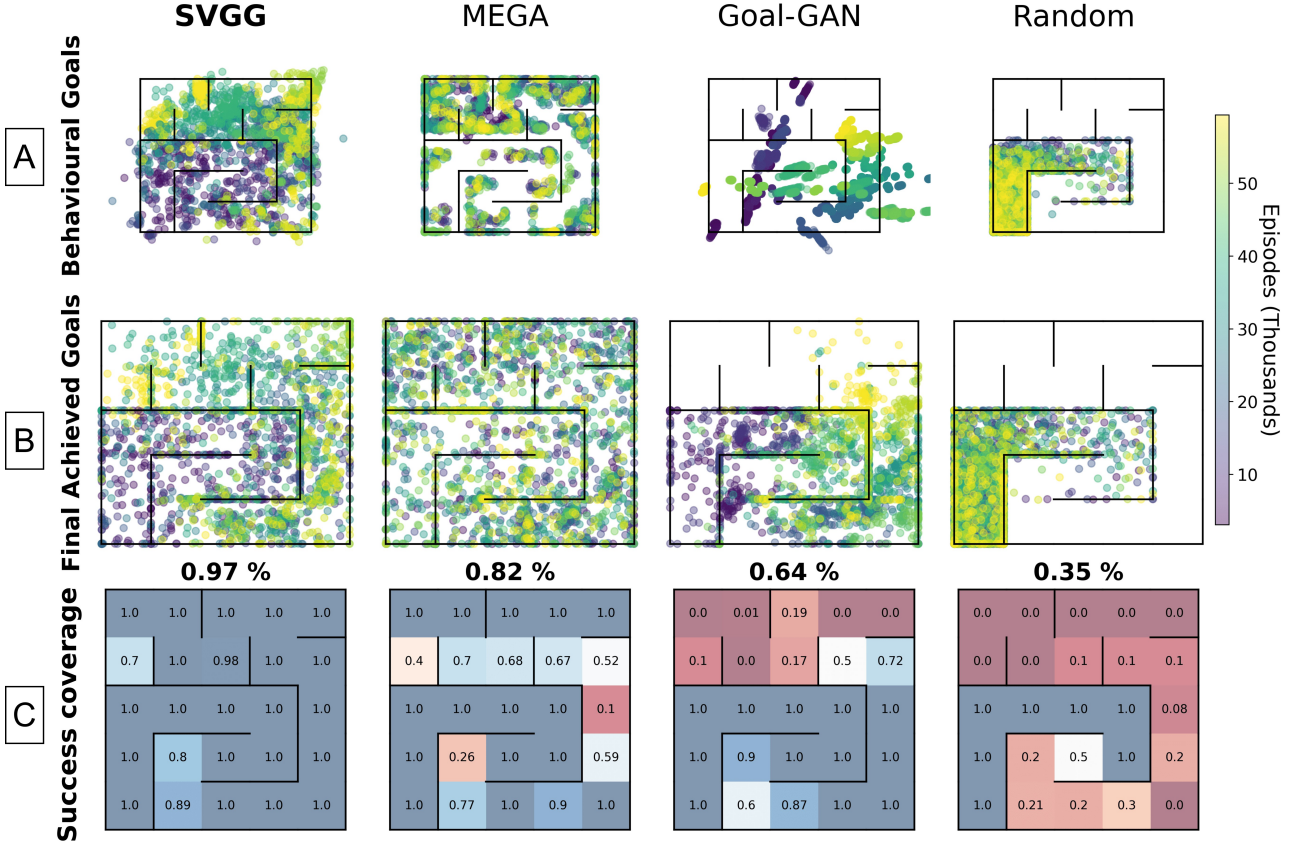 SVGG MEGA Goal-GAN Random
A
Behavioural Goals
B
Final Achieved Goals
50
40
30
20
10
Episodes (Thousands)
0.97 % 0.82 % 0.64 % 0.35 %
C
Success coverage
1.0 1.0 1.0 1.0 1.0
0.7 1.0 0.98 1.0 1.0
1.0 1.0 1.0 1.0 1.0
1.0 0.8 1.0 1.0 1.0
1.0 0.89 1.0 1.0 1.0
1.0 1.0 1.0 1.0 1.0
0.4 0.7 0.68 0.67 0.52
1.0 1.0 1.0 1.0 0.1
1.0 0.26 1.0 1.0 0.59
1.0 0.77 1.0 0.9 1.0
0.0 0.01 0.19 0.0 0.0
0.1 0.0 0.17 0.5 0.72
1.0 1.0 1.0 1.0 1.0
1.0 0.9 1.0 1.0 1.0
1.0 0.6 0.87 1.0 1.0
0.0 0.0 0.0 0.0 0.0
0.0 0.0 0.1 0.1 0.1
1.0 1.0 1.0 1.0 0.08
1.0 0.2 0.5 1.0 0.2
1.0 0.21 0.2 0.3 0.0